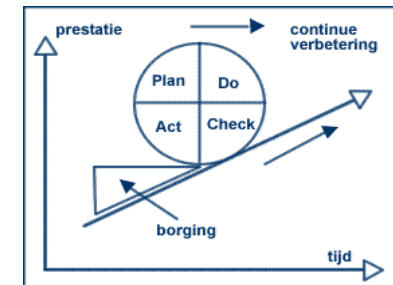 prestatie
continue
verbetering
Plan
Do
Act
Check
borging
tijd